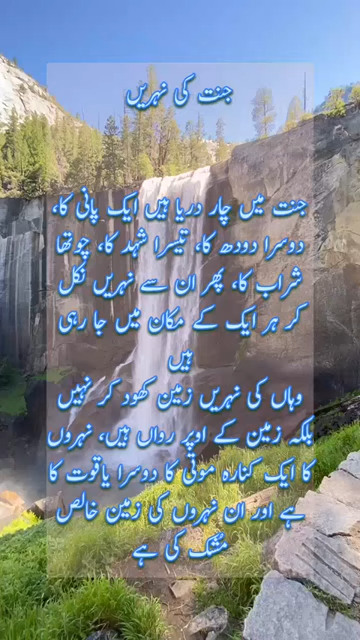 جنت کی نہریں
جنت میں چار دریا ہیں ایک پانی کا،
دوسرا دودھ کا، تیسرا شہد کا، چوتھا
شراب کا، پھر ان سے نہریں نکل
کر ہر ایک کے مکان میں جا رہی
ہیں
وہاں کی نہریں زمین کھود کر نہیں
بلکہ زمین کے اوپر رواں ہیں، نہروں
کا ایک کنارہ موتی کا دوسرا یاقوت کا
ہے اور ان نہروں کی زمین خالص
مُشک کی ہے